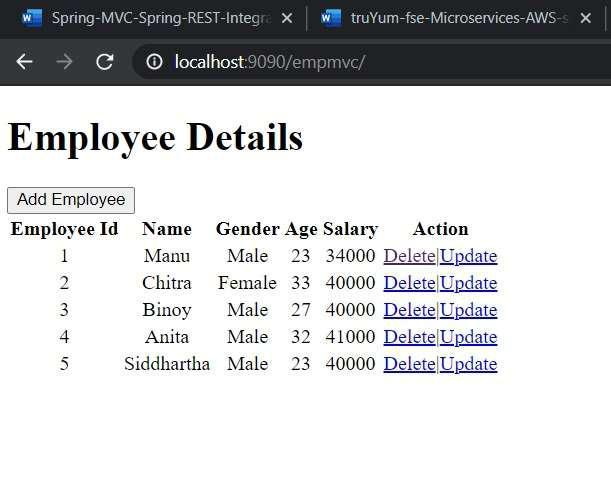 Spring-MVC-Spring-REST-Integra
truYum-fse-Microservices-AWS-s
localhost:9090/empmvc/
Employee Details
Add Employee
Employee Id Name Gender Age Salary Action
1 Manu Male 23 34000 Delete|Update
2 Chitra Female 33 40000 Delete|Update
3 Binoy Male 27 40000 Delete|Update
4 Anita Male 32 41000 Delete|Update
5 Siddhartha Male 23 40000 Delete|Update